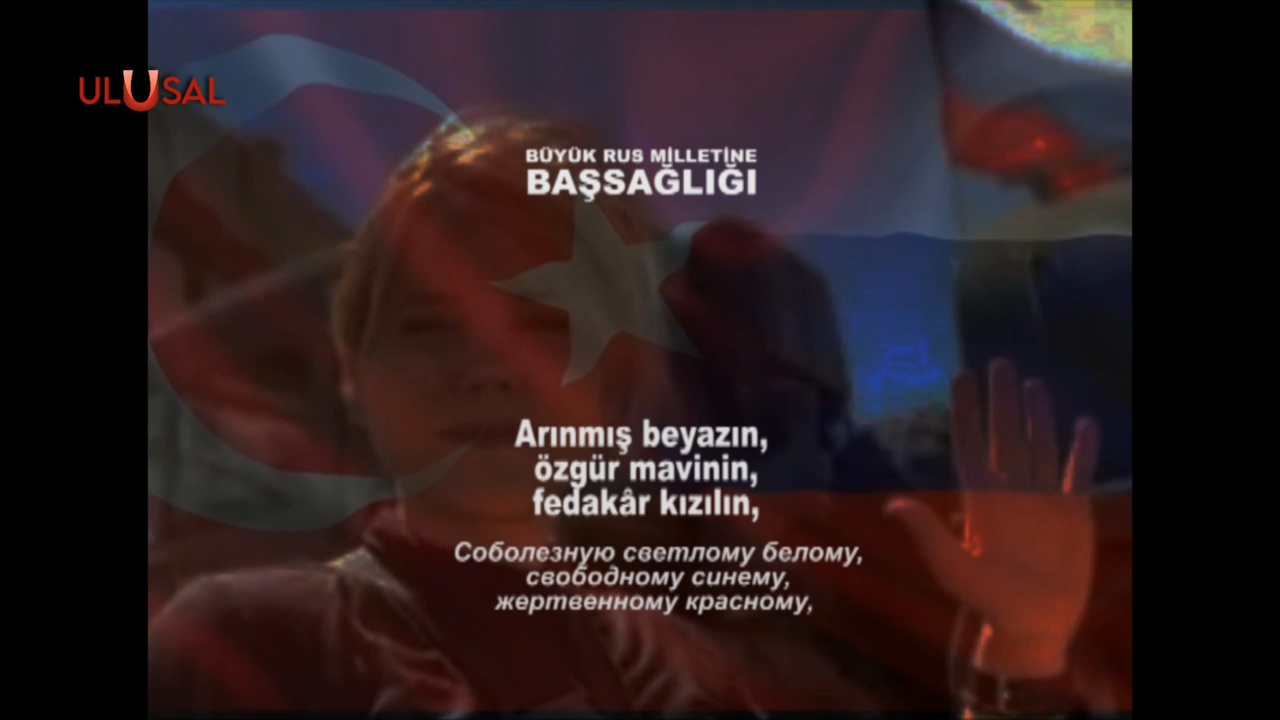 ULUSAL
BÜYÜK RUS MİLLETİNE
BAŞSAĞLIĞI
Arınmış beyazın,
özgür mavinin,
fedakâr kızılın,
Соболезную светлому белому,
свободному синему,
жертвенному красному,